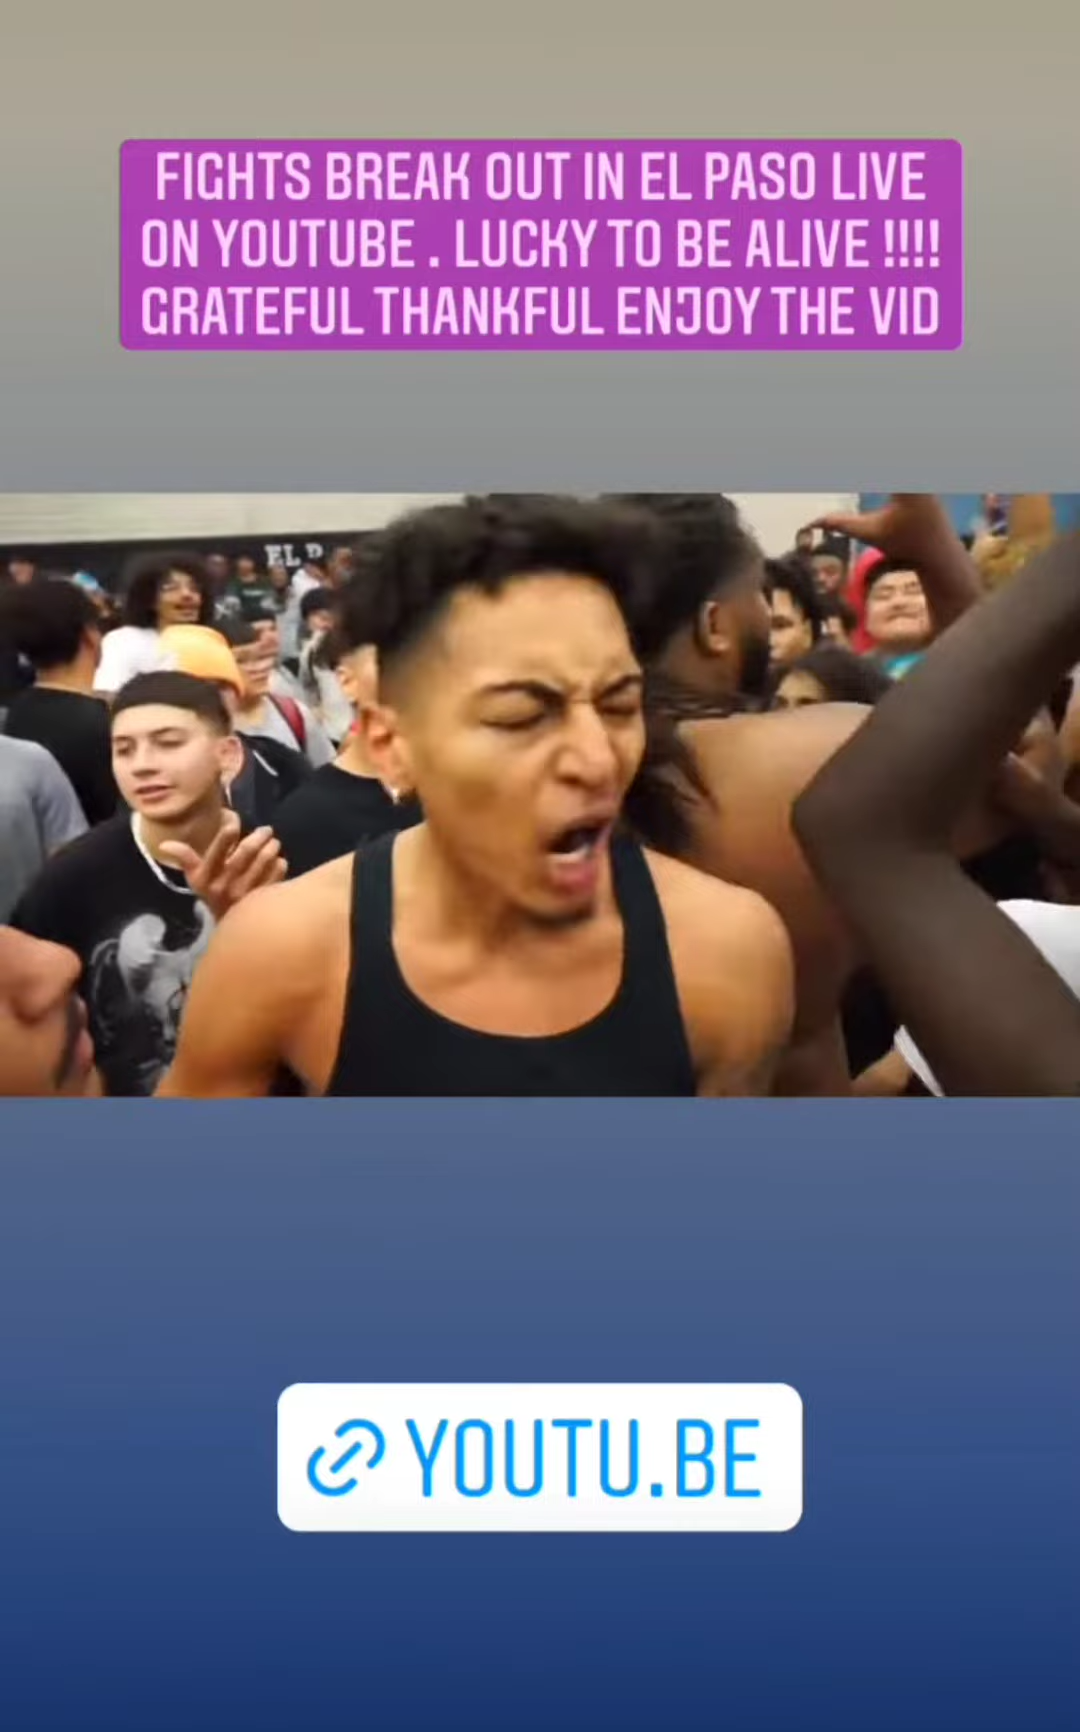 FIGHTS BREAK OUT IN EL PASO LIVE
ON YOUTUBE . LUCKY TO BE ALIVE !!!!
GRATEFUL THANKFUL ENJOY THE VID
EL P
YOUTU.BE